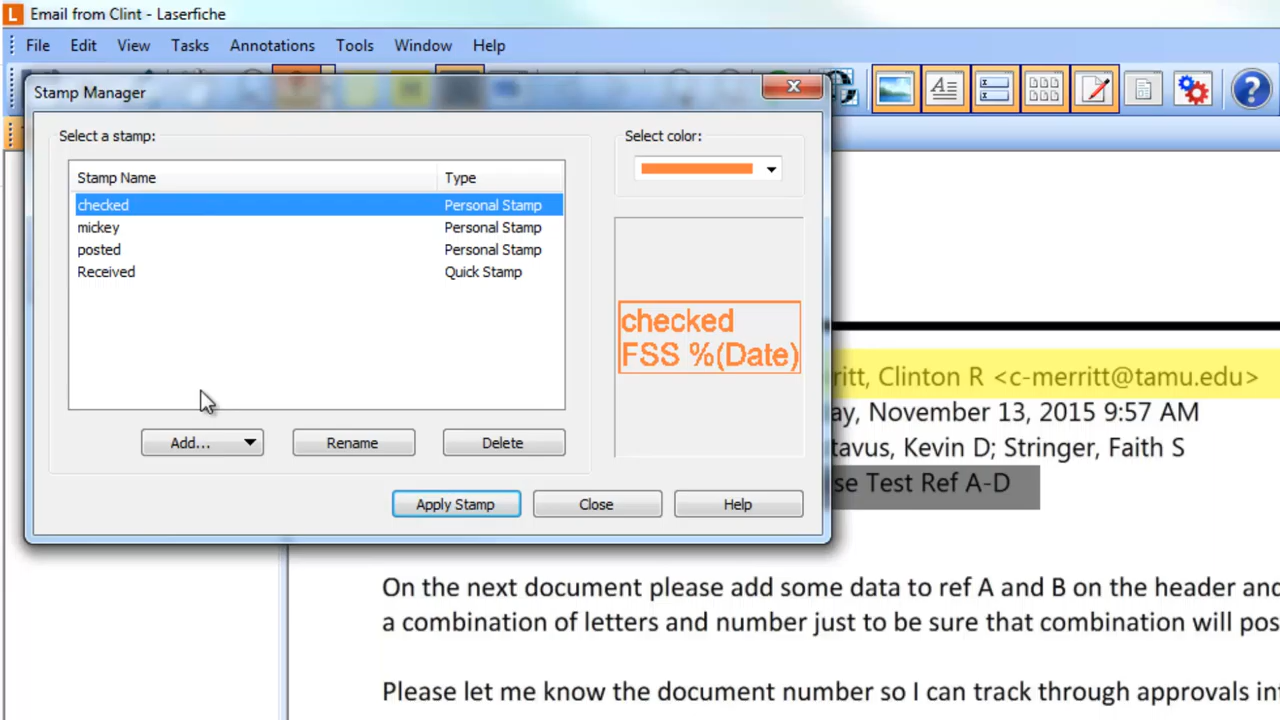 L Email from Clint - Laserfiche
File Edit View Tasks Annotations Tools Window Help
Stamp Manager
Select a stamp:
Select color:
Stamp Name Type
checked Personal Stamp
mickey Personal Stamp
posted Personal Stamp
Received Quick Stamp
checked
FSS %(Date)
Add... Rename Delete
Apply Stamp Close Help
ritt, Clinton R <c-merritt@tamu.edu>
ay, November 13, 2015 9:57 AM
tavus, Kevin D; Stringer, Faith S
se Test Ref A-D
On the next document please add some data to ref A and B on the header and
a combination of letters and number just to be sure that combination will pos
Please let me know the document number so I can track through approvals int